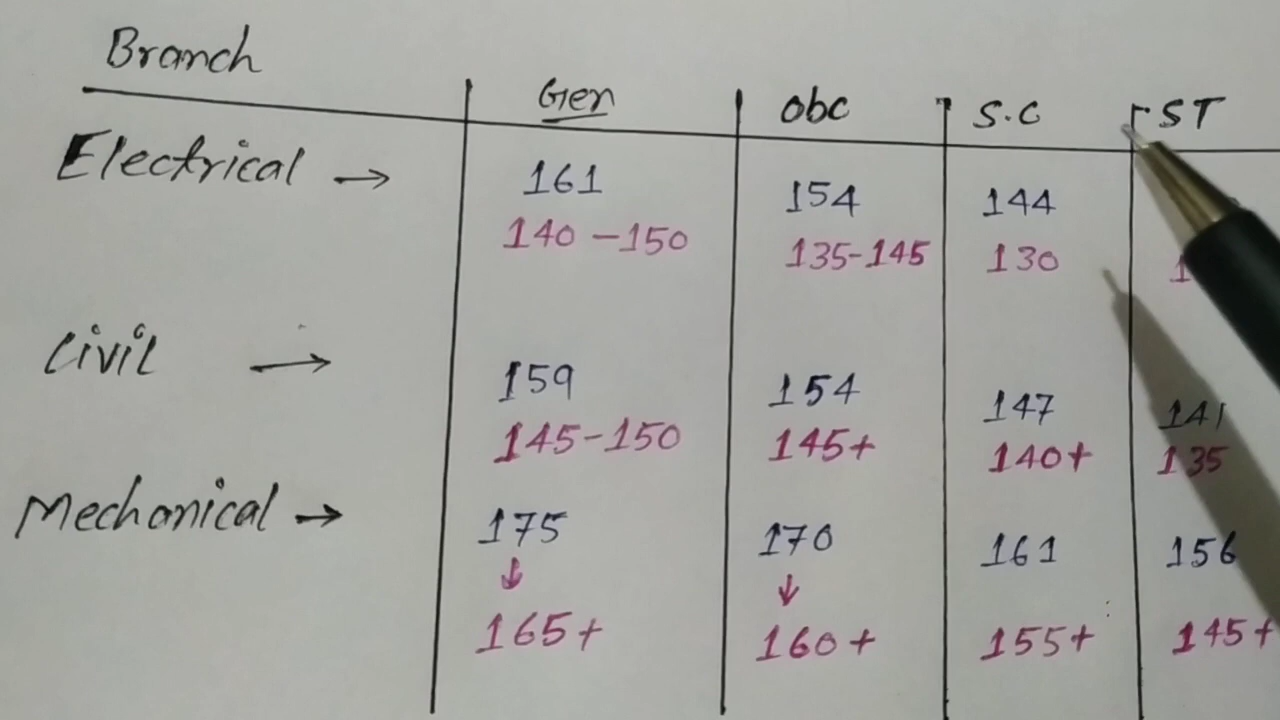 Branch
Gen obc S.C ST
Electrical → 161 154 144
140 - 150 135-145 130
Civil → 159 154 147 141
145-150 145+ 140+ 135
Mechanical → 175 170 161 156
↓ ↓
165+ 160+ 155+ 145+